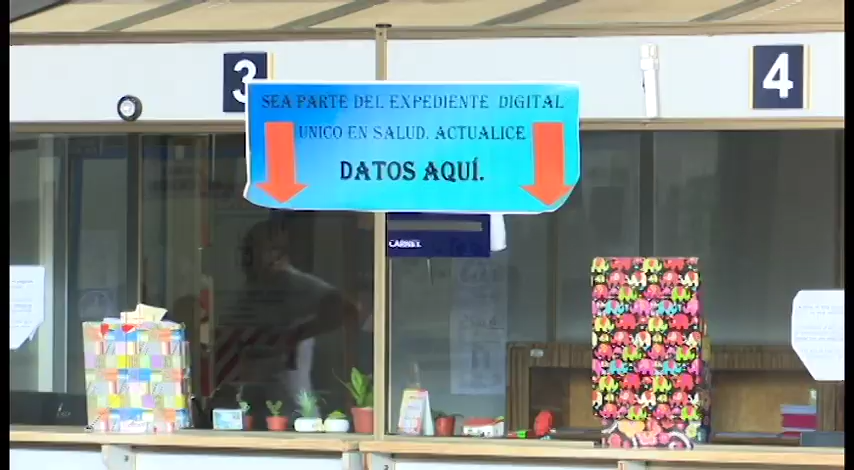 3
4
SEA PARTE DEL EXPEDIENTE DIGITAL
UNICO EN SALUD. ACTUALICE
DATOS AQUÍ.
CARNET